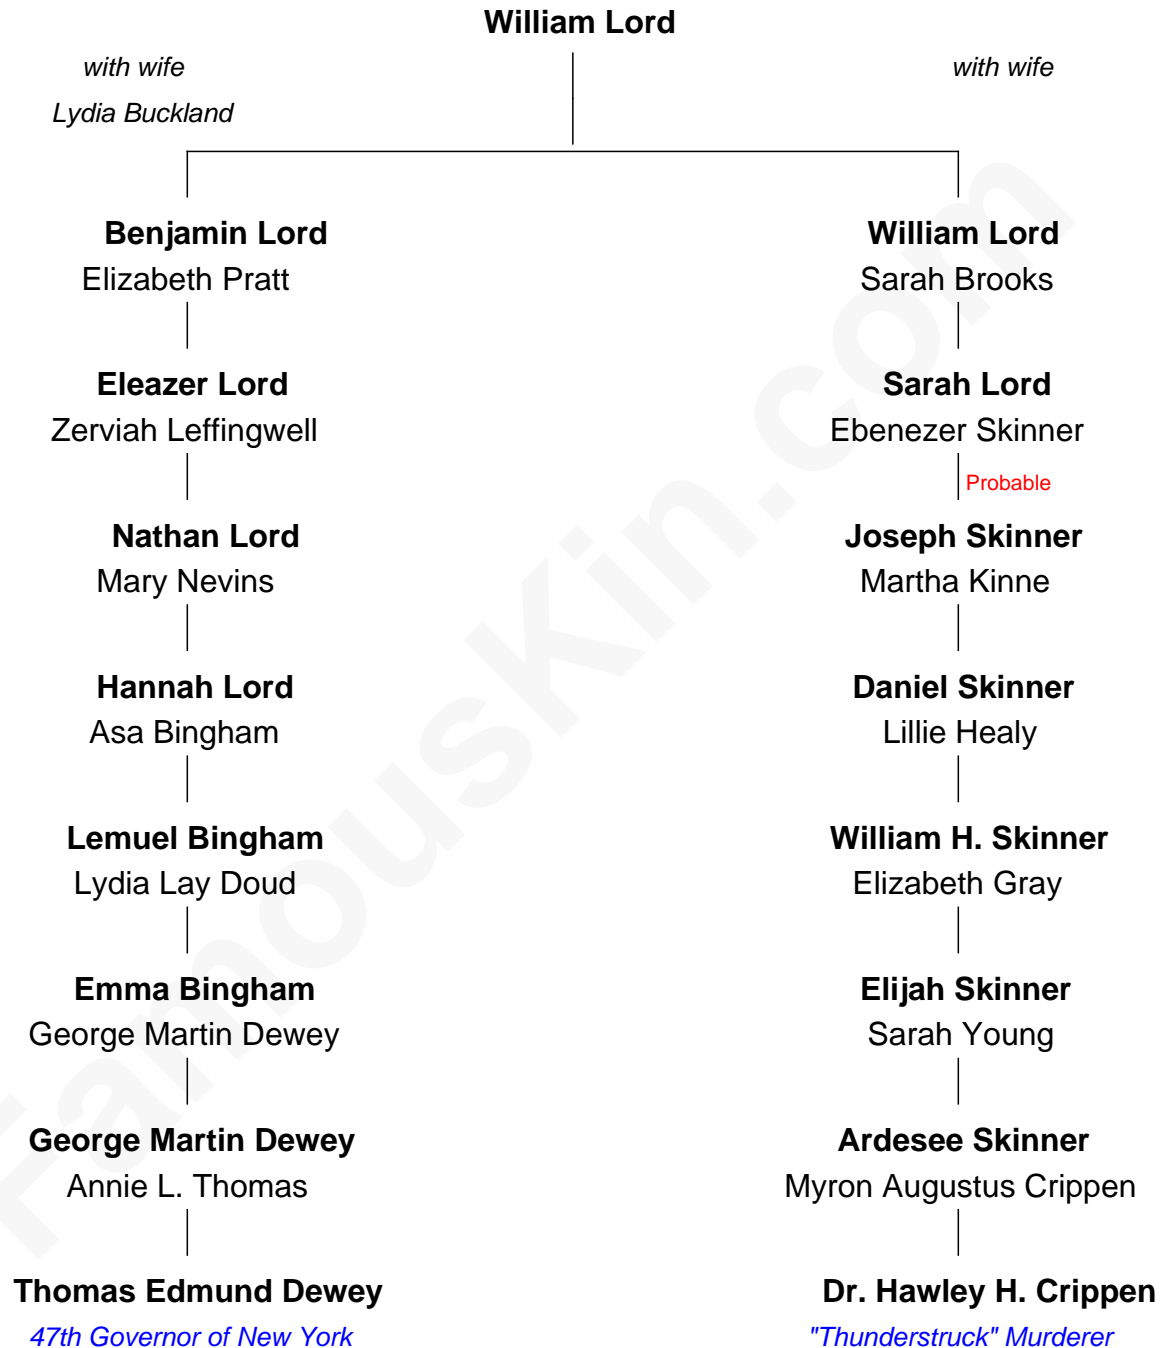 William Lord
with wife
Lydia Buckland
with wife
Benjamin Lord
Elizabeth Pratt
William Lord
Sarah Brooks
Eleazer Lord
Zerviah Leffingwell
Sarah Lord
Ebenezer Skinner
Probable
Nathan Lord
Mary Nevins
Joseph Skinner
Martha Kinne
Hannah Lord
Asa Bingham
Daniel Skinner
Lillie Healy
Lemuel Bingham
Lydia Lay Doud
William H. Skinner
Elizabeth Gray
Emma Bingham
George Martin Dewey
Elijah Skinner
Sarah Young
George Martin Dewey
Annie L. Thomas
Ardesee Skinner
Myron Augustus Crippen
Thomas Edmund Dewey
47th Governor of New York
Dr. Hawley H. Crippen
"Thunderstruck" Murderer
FamousKin.com